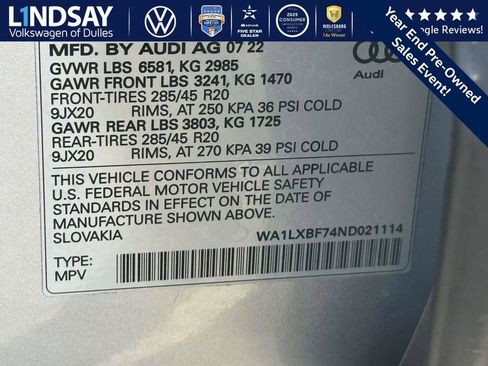 LINDSAY
Volkswagen of Dulles
Year End Pre-Owned
Sales Event!
MFD. BY AUDI AG 07 22
GVWR LBS 6581, KG 2985
GAWR FRONT LBS 3241, KG 1470
FRONT-TIRES 285/45 R20
9JX20 RIMS, AT 250 KPA 36 PSI COLD
GAWR REAR LBS 3803, KG 1725
REAR-TIRES 285/45 R20
9JX20 RIMS, AT 270 KPA 39 PSI COLD
Audi
THIS VEHICLE CONFORMS TO ALL APPLICABLE
U.S. FEDERAL MOTOR VEHICLE SAFETY
STANDARDS IN EFFECT ON THE DATE OF
MANUFACTURE SHOWN ABOVE.
SLOVAKIA WA1LXBF74ND021114
TYPE:
MPV